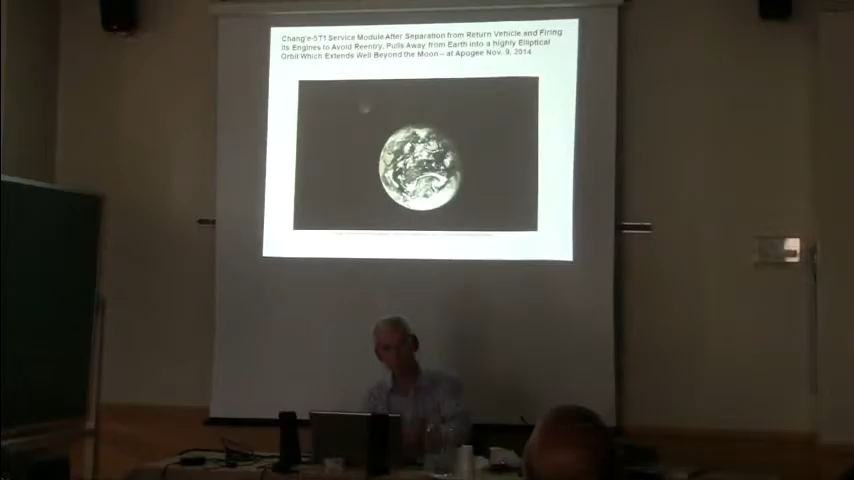 Chang'e-5T1 Service Module After Separation from Return Vehicle and Firing
its Engines to Avoid Reentry, Pulls Away from Earth into a highly Elliptical
Orbit Which Extends Well Beyond the Moon – at Apogee Nov. 9, 2014